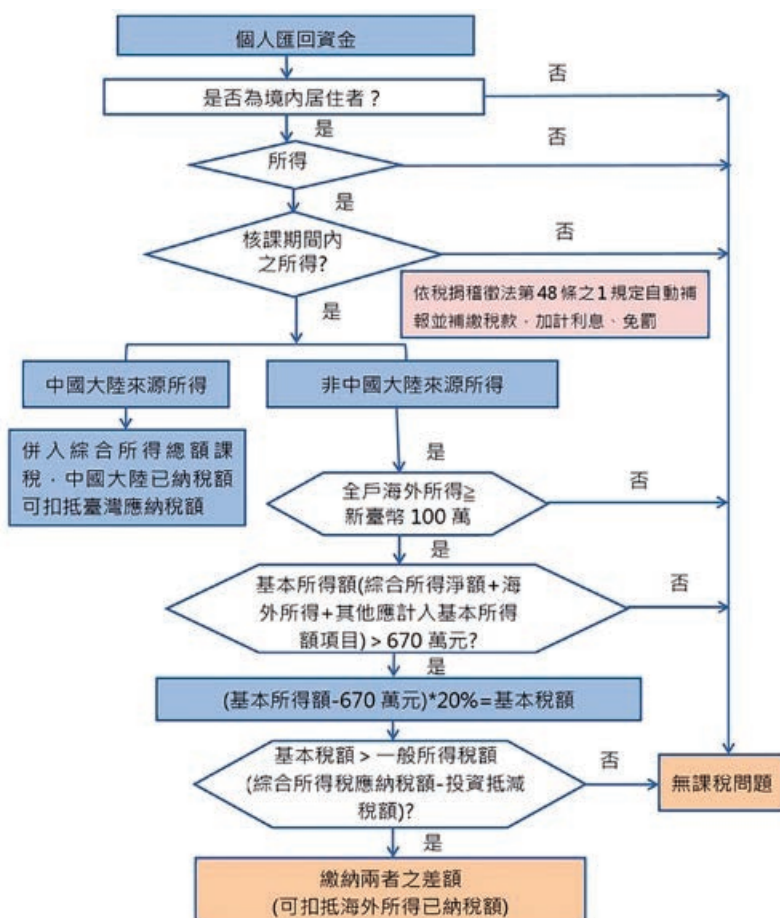 個人匯回資金
否
是否為境內居住者？
是
否
所得
是
核課期間內
之所得?
否
依稅捐稽徵法第48條之1規定自動補
報並補繳稅款，加計利息、免罰
是
中國大陸來源所得
非中國大陸來源所得
併入綜合所得總額課
稅，中國大陸已納稅額
可扣抵臺灣應納稅額
是
全戶海外所得≧
新臺幣 100 萬
否
是
基本所得額(綜合所得淨額+海
外所得+其他應計入基本所得
額項目)＞670 萬元?
否
是
(基本所得額-670 萬元)*20%=基本稅額
基本稅額＞一般所得稅額
(綜合所得稅應納稅額-投資抵減
稅額)?
否
無課稅問題
是
繳納兩者之差額
(可扣抵海外所得已納稅額)